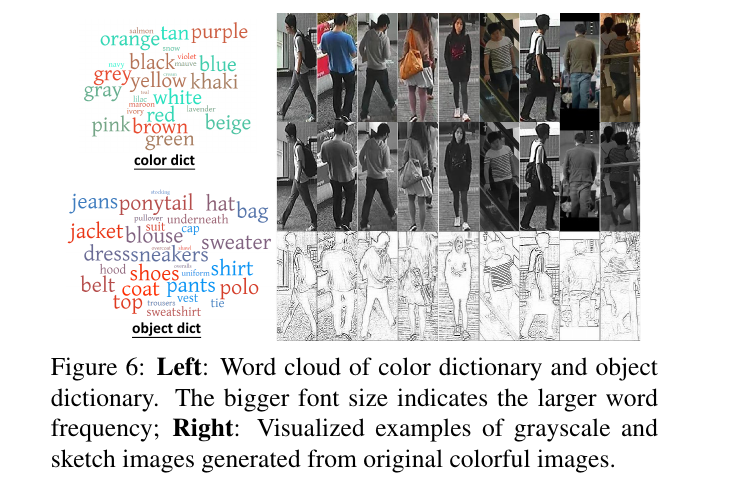 salmon
orange tan purple
snow
navy black violet mauve blue
grey yellow khaki
gray
lilac white
maroon
ivory red lavender
pink brown beige
green
color dict
stocking
jeans ponytail hat bag
pullover underneath
jacket suit cap
blouse sweater
dress sneakers
hood shoes uniform shirt
belt coat pants polo
top trousers vest tie
sweatshirt
object dict
Figure 6: Left: Word cloud of color dictionary and object
dictionary. The bigger font size indicates the larger word
frequency; Right: Visualized examples of grayscale and
sketch images generated from original colorful images.